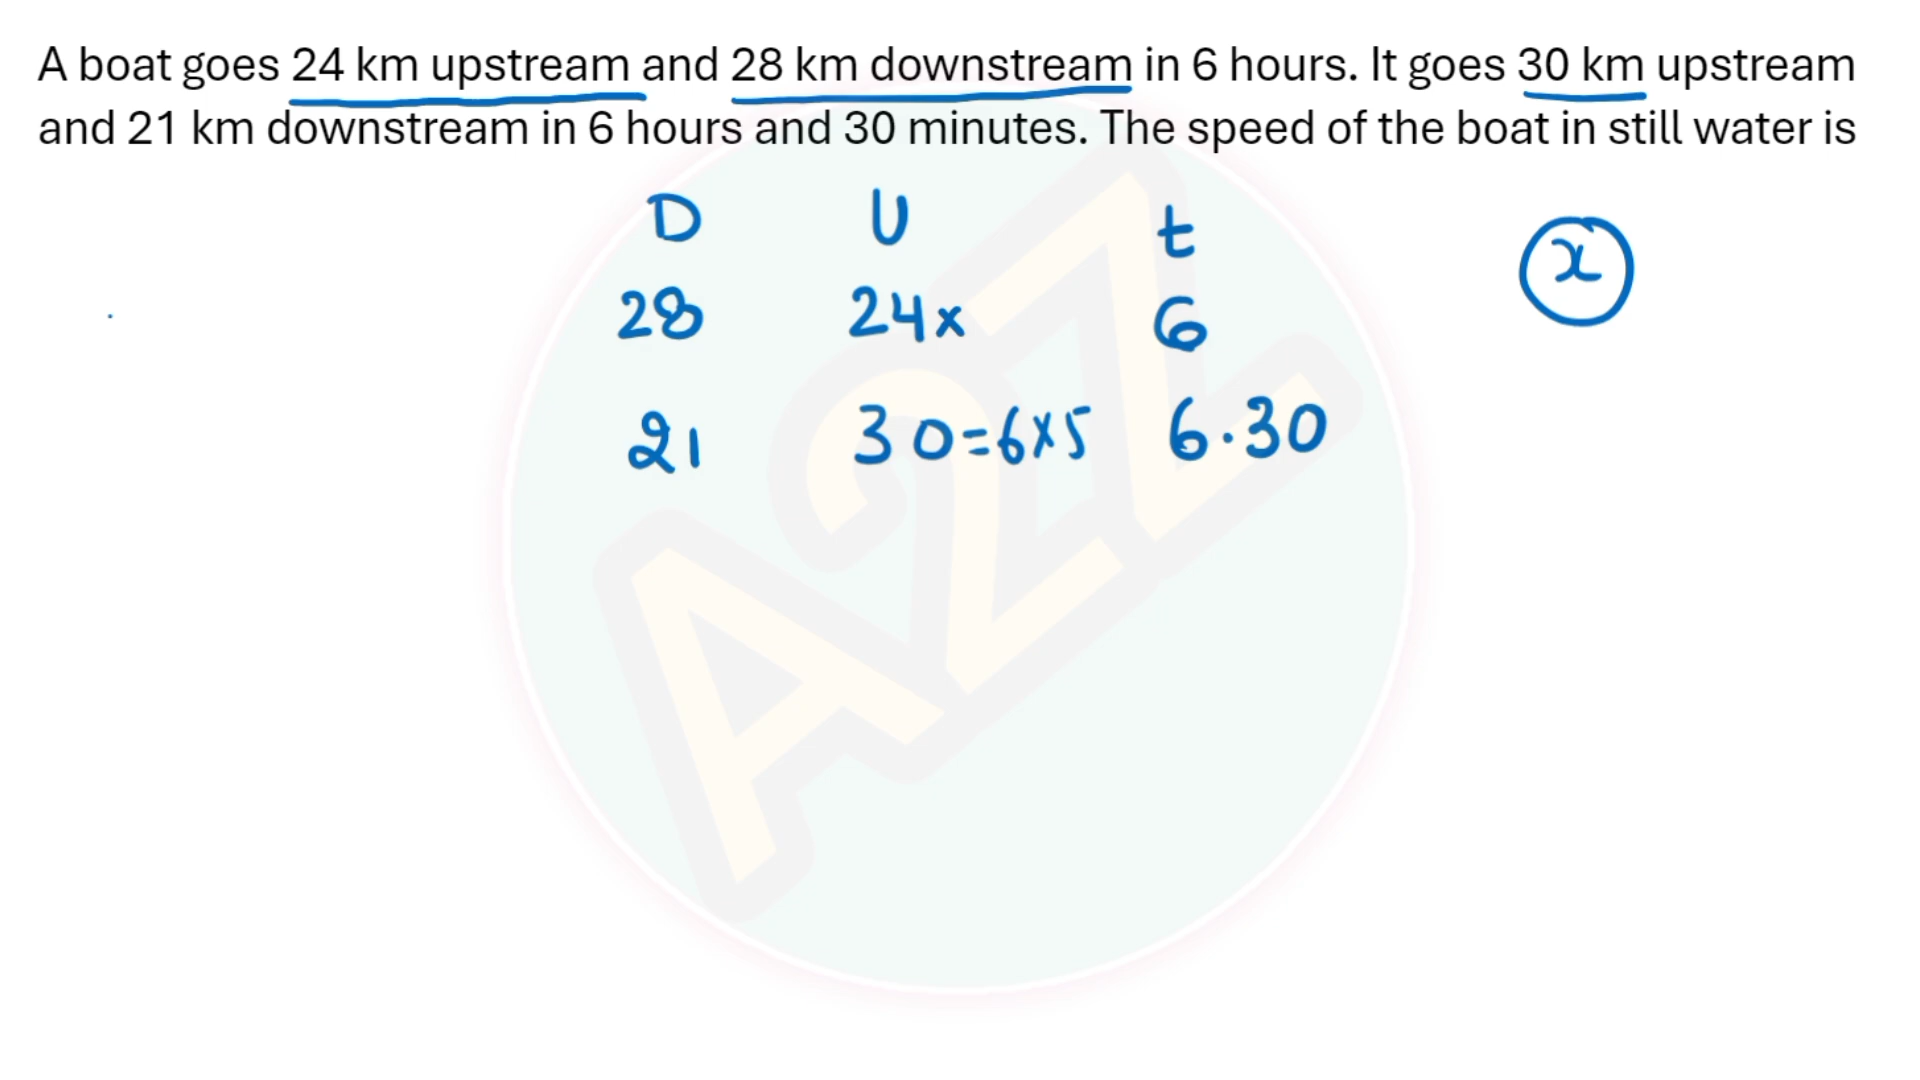 A boat goes 24 km upstream and 28 km downstream in 6 hours. It goes 30 km upstream
and 21 km downstream in 6 hours and 30 minutes. The speed of the boat in still water is
D U t
x
28 24x 6
21 30=6x5 6.30
A2Z